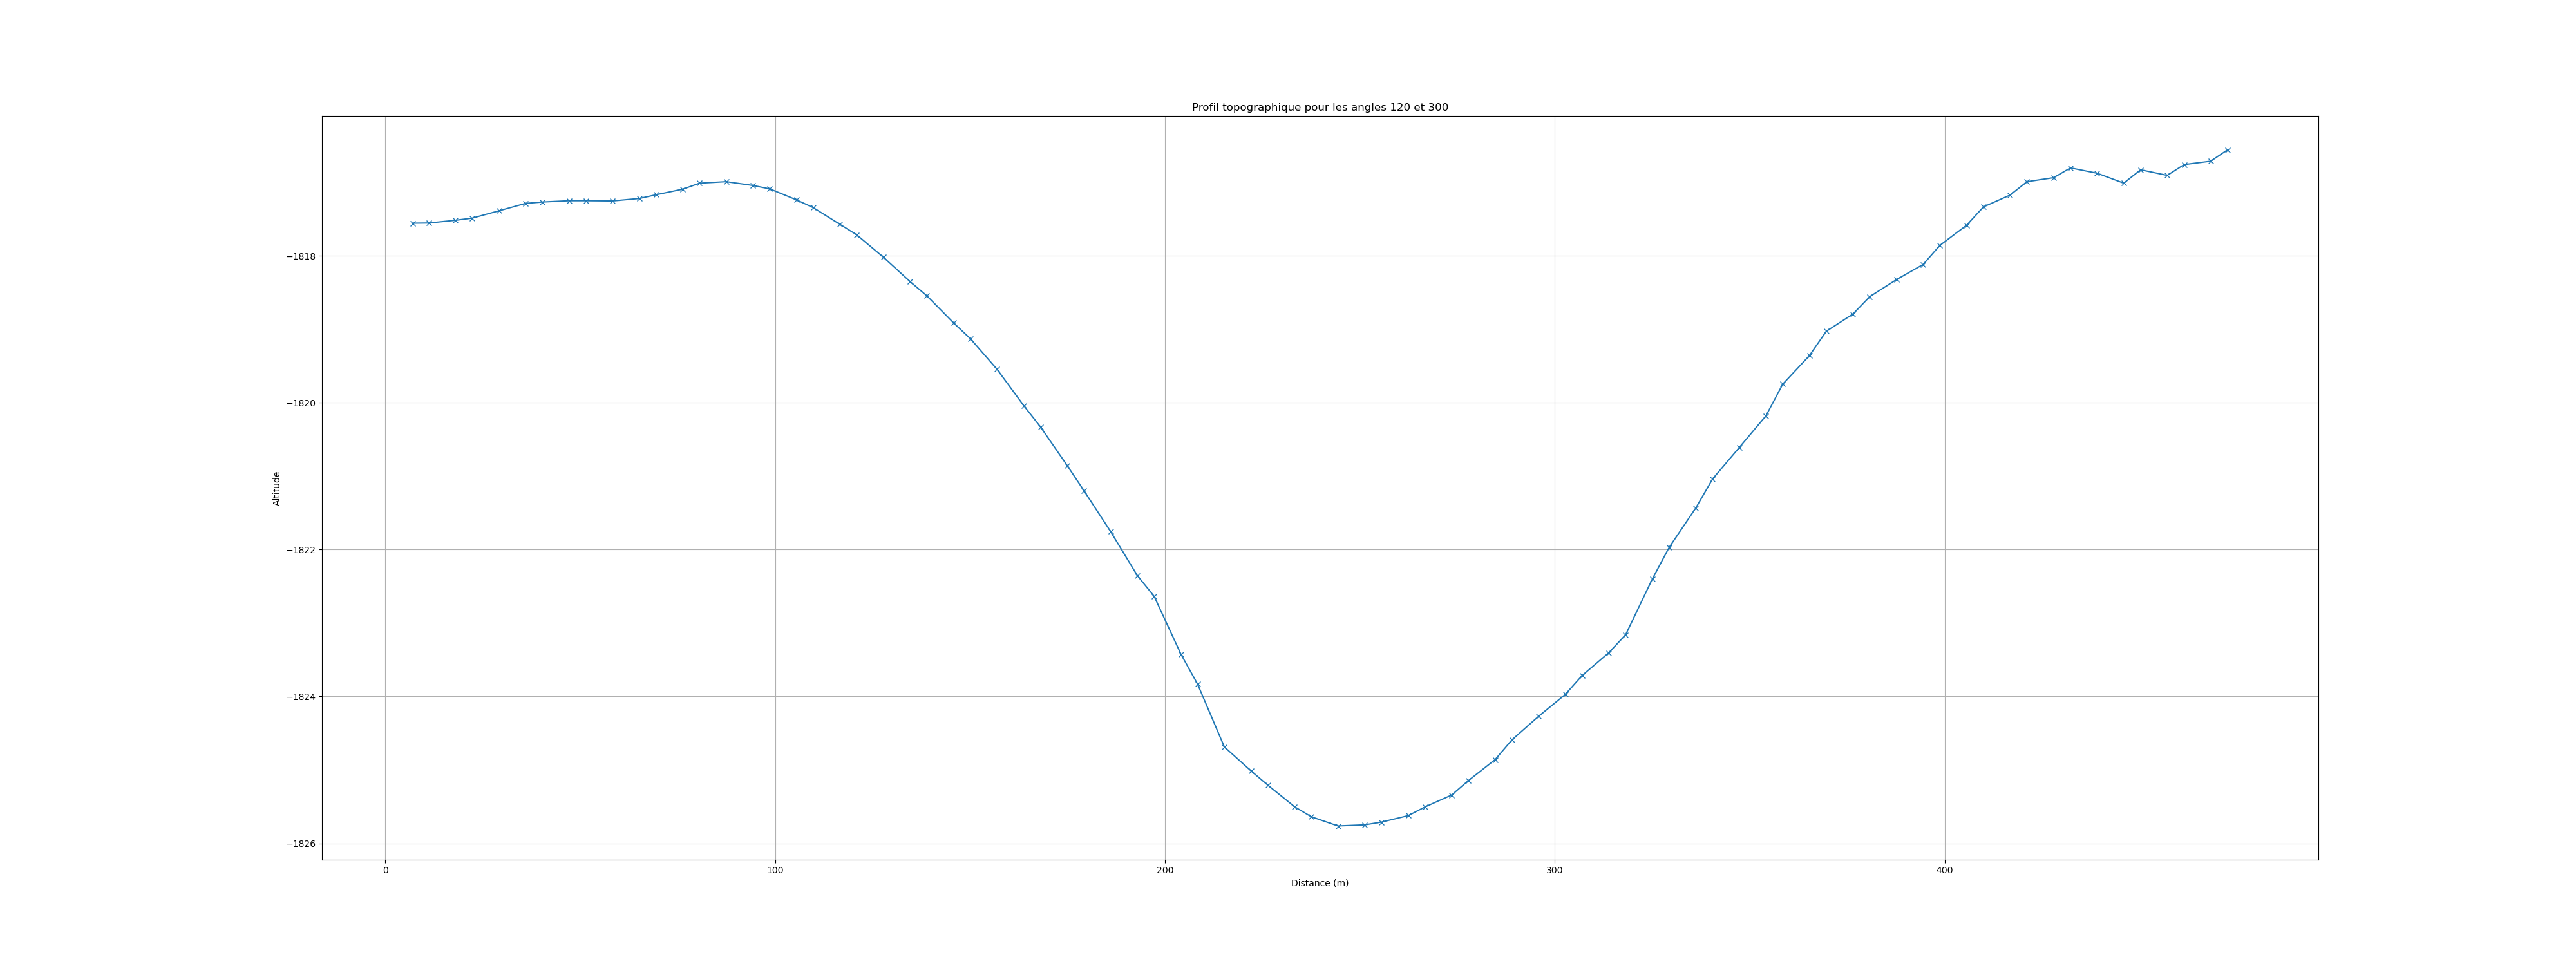 Profil topographique pour les angles 120 et 300
−1818
−1820
−1822
−1824
−1826
Altitude
0 100 200 300 400
Distance (m)